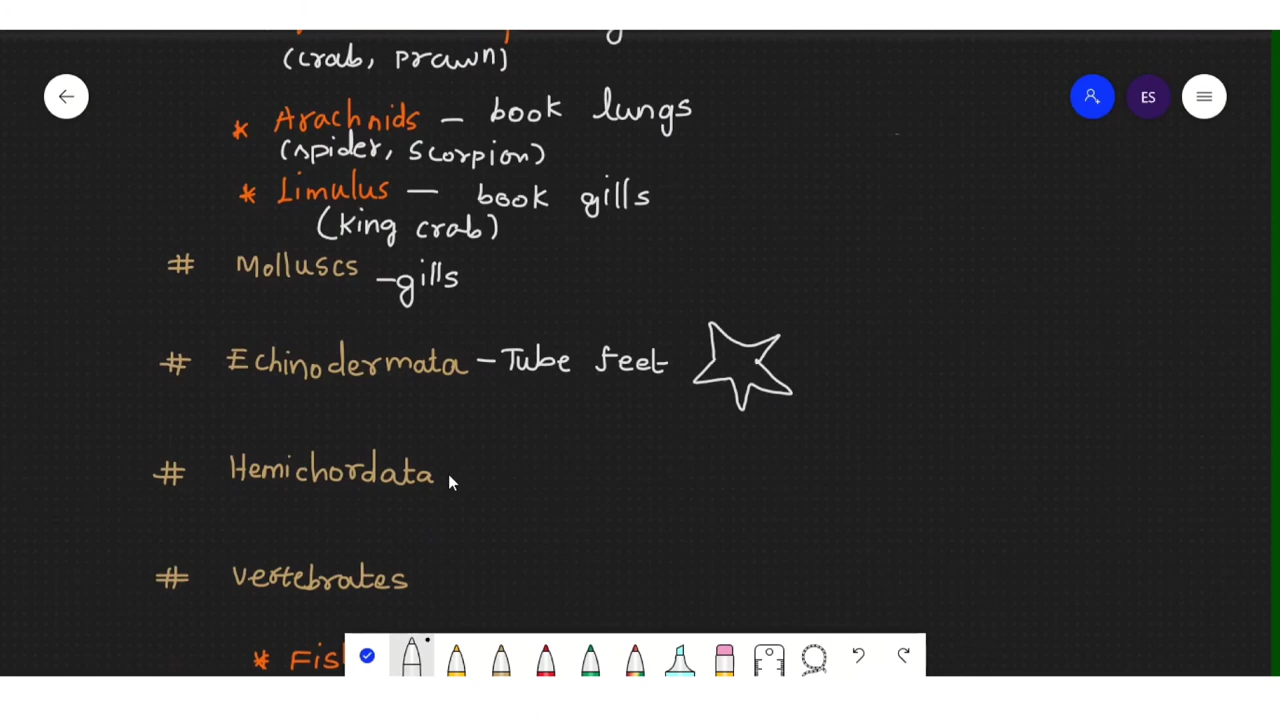 (crab, prawn)
* Arachnids - book lungs
(spider, Scorpion)
* Limulus - book gills
(King crab)
# Molluscs -gills
# Echinodermata - Tube feet
# Hemichordata
# Vertebrates
* Fis
ES